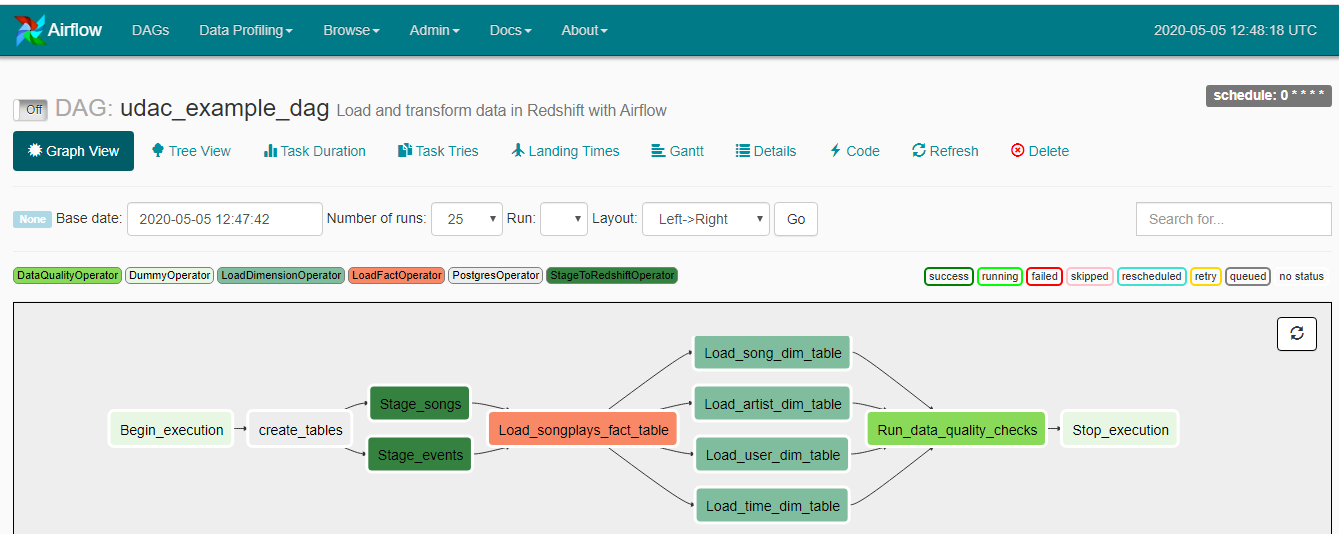 Airflow DAGs Data Profiling Browse Admin Docs About 2020-05-05 12:48:18 UTC
schedule: 0 * * * *
Off DAG: udac_example_dag Load and transform data in Redshift with Airflow
Graph View Tree View Task Duration Task Tries Landing Times Gantt Details Code Refresh Delete
None Base date: 2020-05-05 12:47:42 Number of runs: 25 Run: Layout: Left->Right Go Search for...
DataQualityOperator DummyOperator LoadDimensionOperator LoadFactOperator PostgresOperator StageToRedshiftOperator success running failed skipped rescheduled retry queued no status
Load_song_dim_table
Stage_songs Load_artist_dim_table
Begin_execution create_tables Load_songplays_fact_table Run_data_quality_checks Stop_execution
Stage_events Load_user_dim_table
Load_time_dim_table